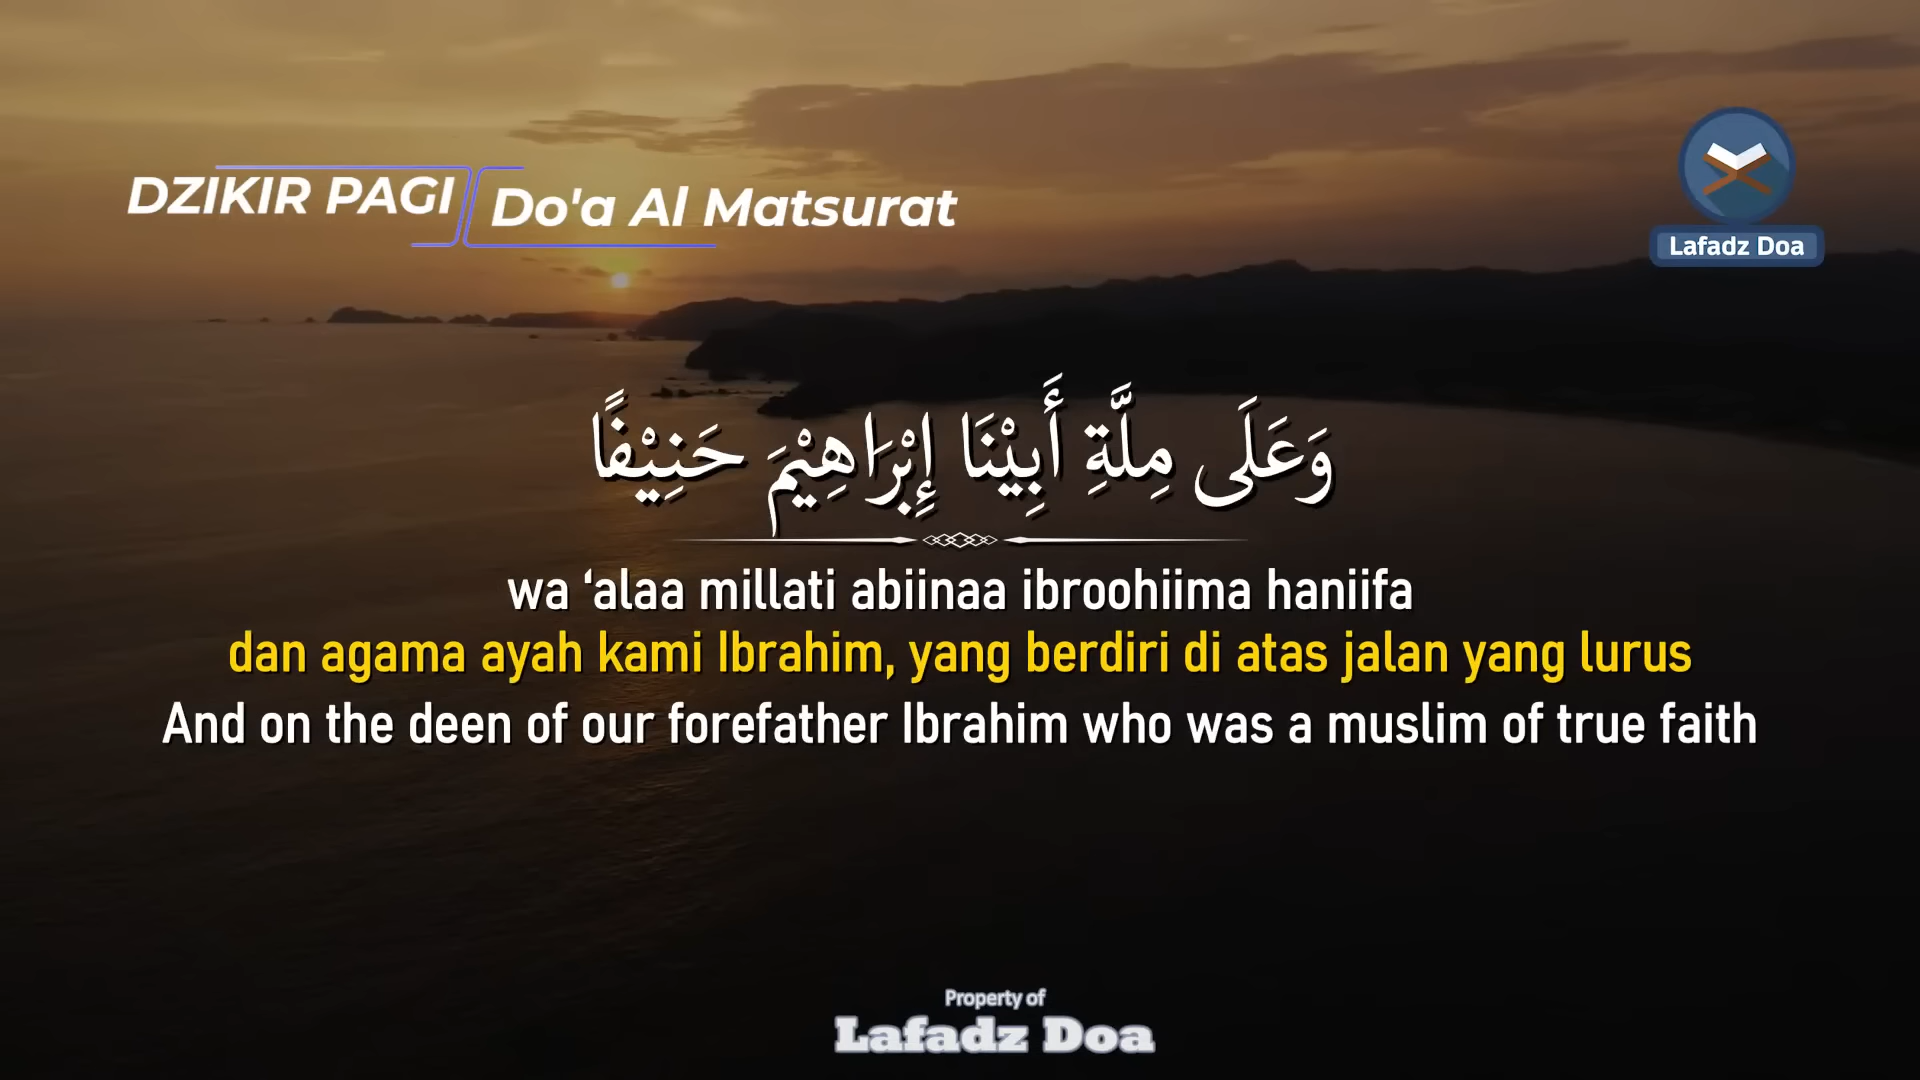 DZIKIR PAGI
Do'a Al Matsurat
Lafadz Doa
وَعَلَى مِلَّةِ أَبِيْنَا إِبْرَاهِيْمَ حَنِيْفًا
wa ‘alaa millati abiinaa ibroohiima haniifa
dan agama ayah kami Ibrahim, yang berdiri di atas jalan yang lurus
And on the deen of our forefather Ibrahim who was a muslim of true faith
Property of
Lafadz Doa